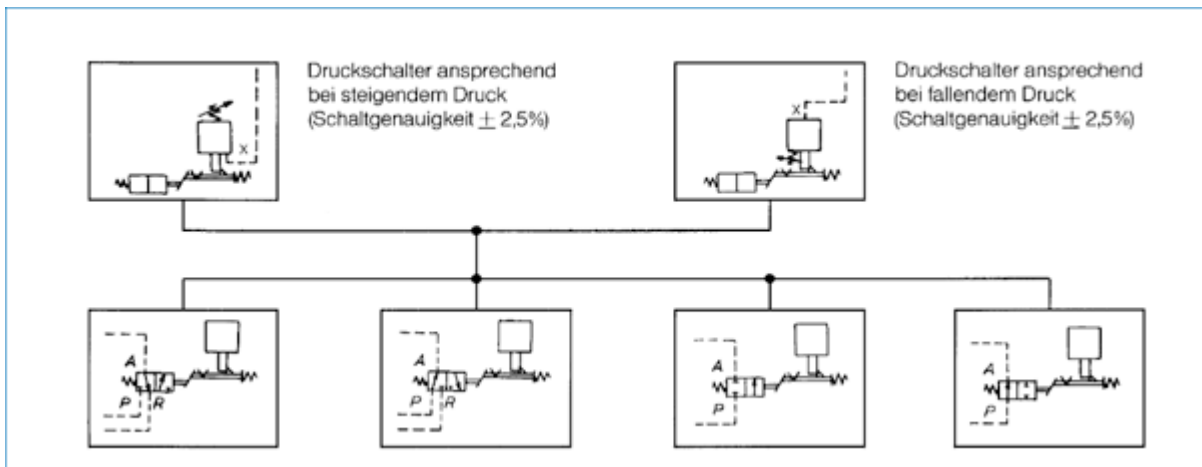 Druckschalter ansprechend
bei steigendem Druck
(Schaltgenauigkeit ± 2,5%)
X
Druckschalter ansprechend
bei fallendem Druck
(Schaltgenauigkeit ± 2,5%)
X
A
P R
A
P R
A
P
A
P